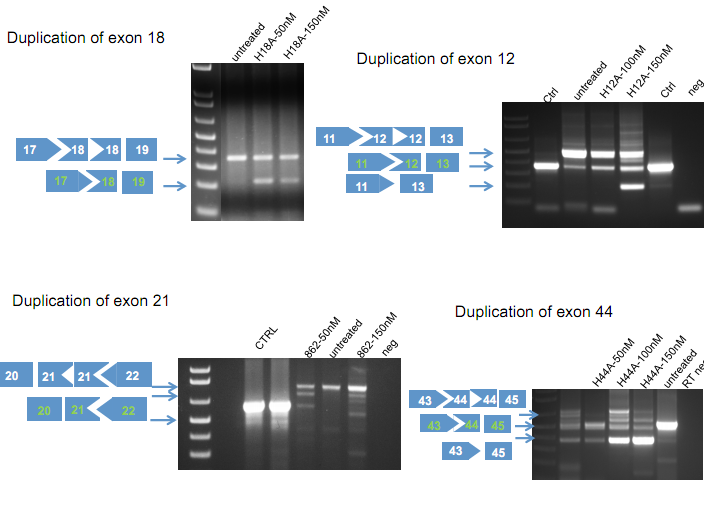 Duplication of exon 18
untreated
H18A-50nM
H18A-150nM
17 18 18 19
17 18 19
Duplication of exon 12
Ctrl
untreated
H12A-100nM
H12A-150nM
Ctrl
neg
11 12 12 13
11 12 13
11 13
Duplication of exon 21
CTRL
862-50nM
untreated
862-150nM
neg
20 21 21 22
20 21 22
Duplication of exon 44
H44A-50nM
H44A-100nM
H44A-150nM
untreated
RT neg
43 44 44 45
43 44 45
43 45